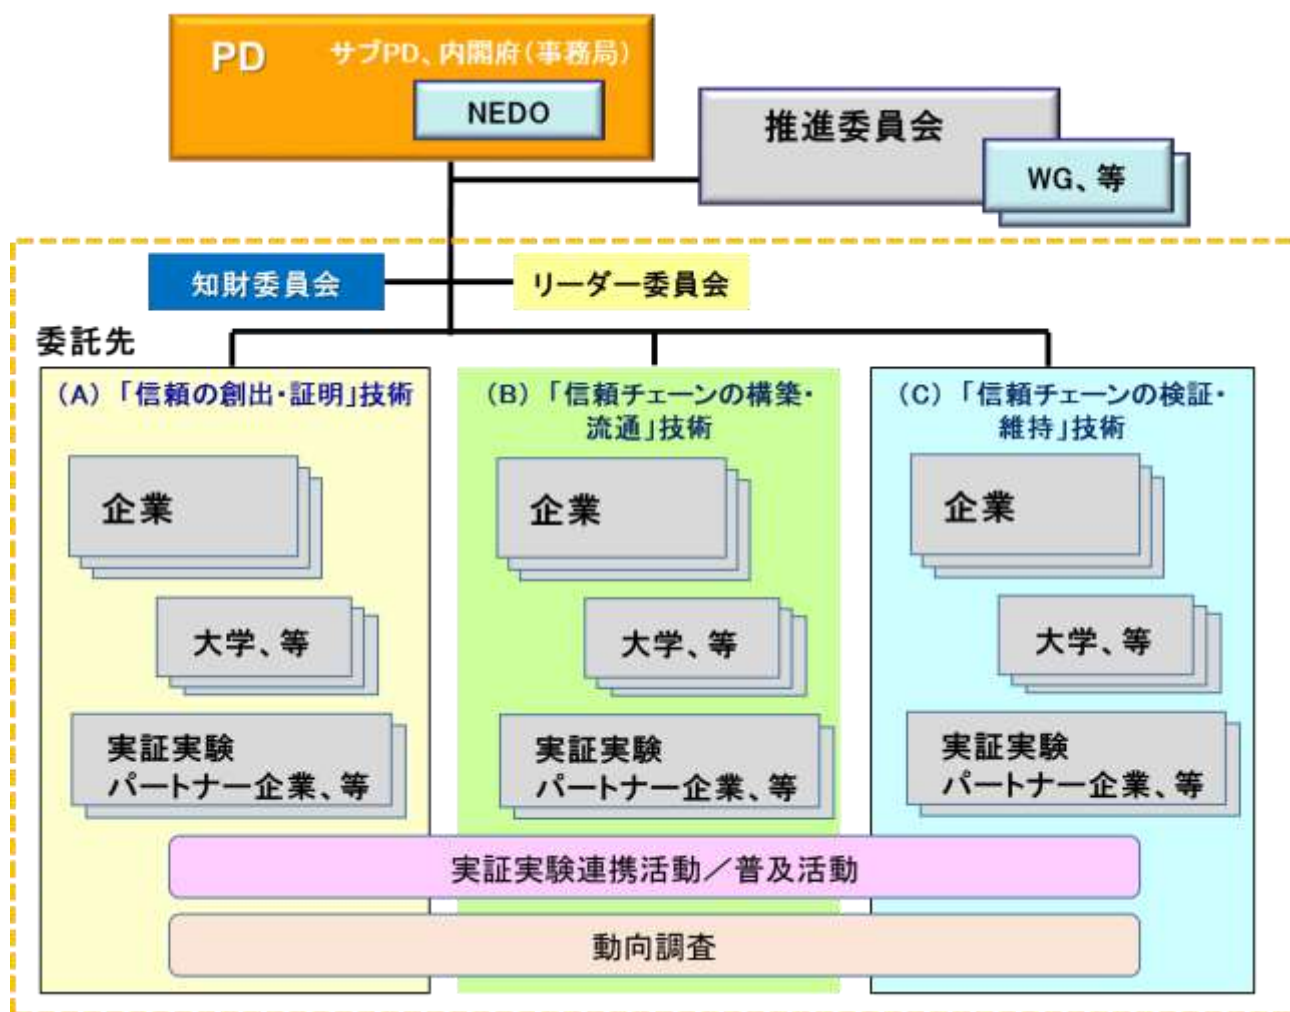 PD
サブPD、内閣府(事務局)
NEDO
推進委員会
WG、等
知財委員会
リーダー委員会
委託先
(A)「信頼の創出・証明」技術
企業
大学、等
実証実験
パートナー企業、等
(B)「信頼チェーンの構築・
流通」技術
企業
大学、等
実証実験
パートナー企業、等
(C)「信頼チェーンの検証・
維持」技術
企業
大学、等
実証実験
パートナー企業、等
実証実験連携活動／普及活動
動向調査